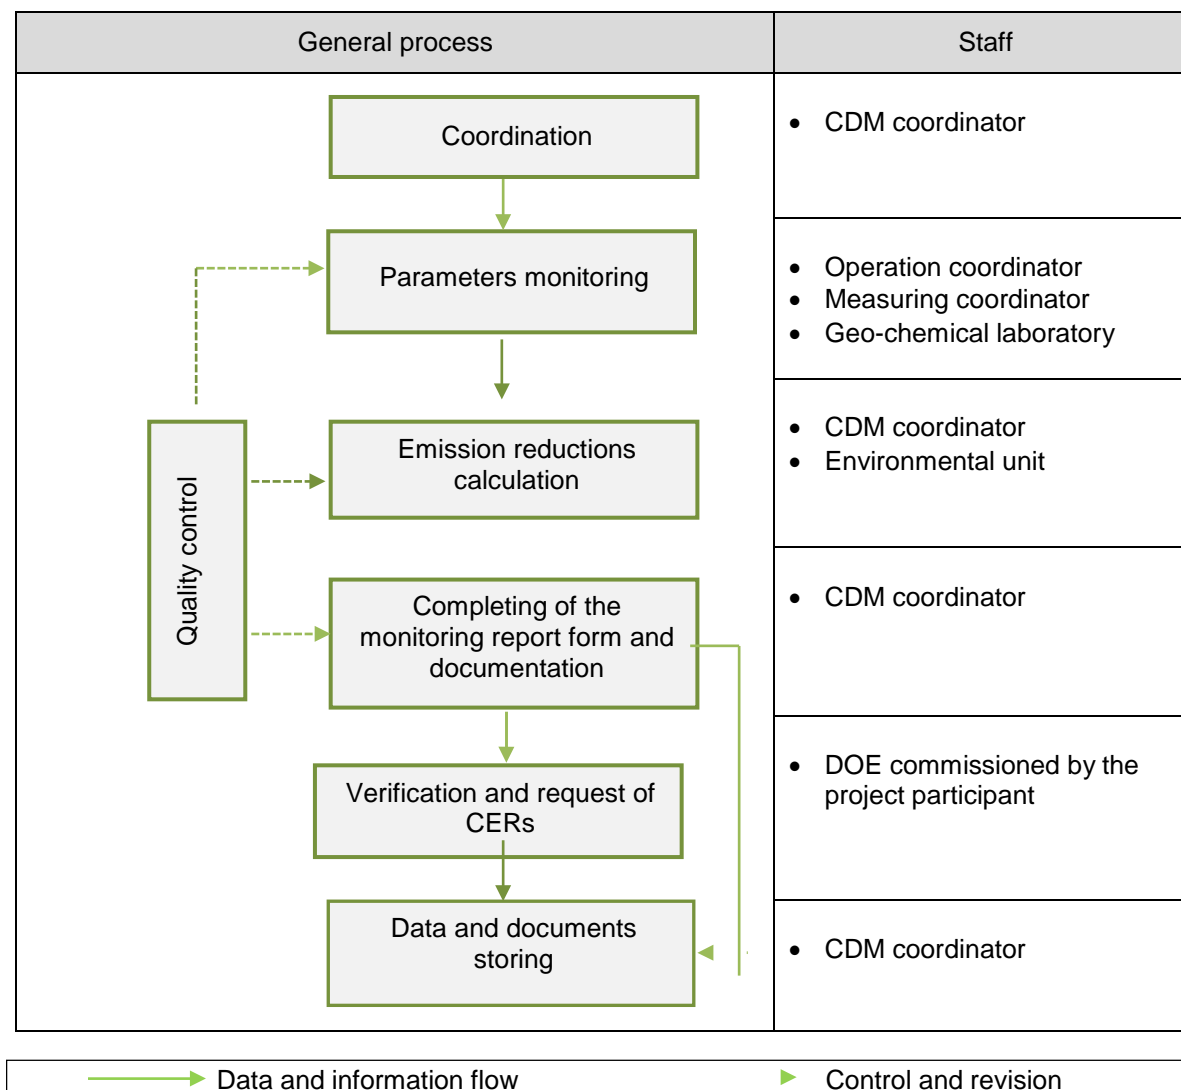 General process
Staff
Coordination
• CDM coordinator
Parameters monitoring
• Operation coordinator
• Measuring coordinator
• Geo-chemical laboratory
Quality control
Emission reductions
calculation
• CDM coordinator
• Environmental unit
Completing of the
monitoring report form and
documentation
• CDM coordinator
Verification and request of
CERs
• DOE commissioned by the
project participant
Data and documents
storing
• CDM coordinator
Data and information flow
Control and revision